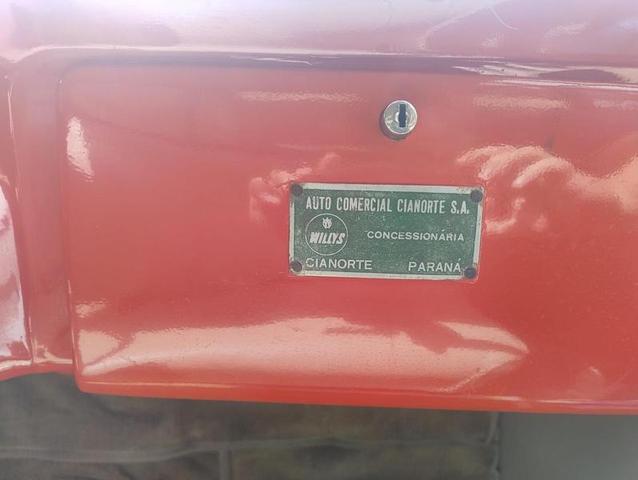 AUTO COMERCIAL CIANORTE S.A.
WILLYS
CONCESSIONÁRIA
CIANORTE PARANÁ